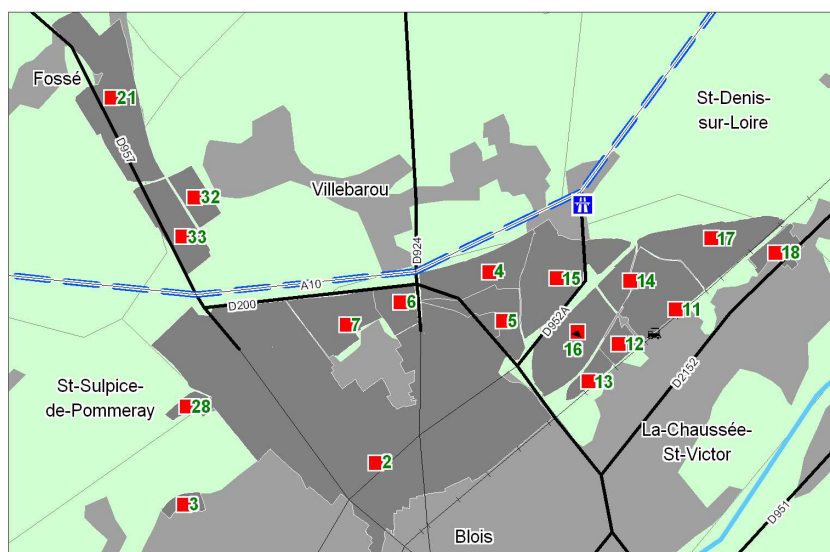 Fossé
21
D957
St-Denis-
sur-Loire
32
Villebarou
33
D924
17
18
4
15
14
A10
D200
6
7
5
D952A
11
16
12
13
St-Sulpice-
de-Pommeray
28
D2152
La-Chaussée-
St-Victor
2
3
D951
Blois